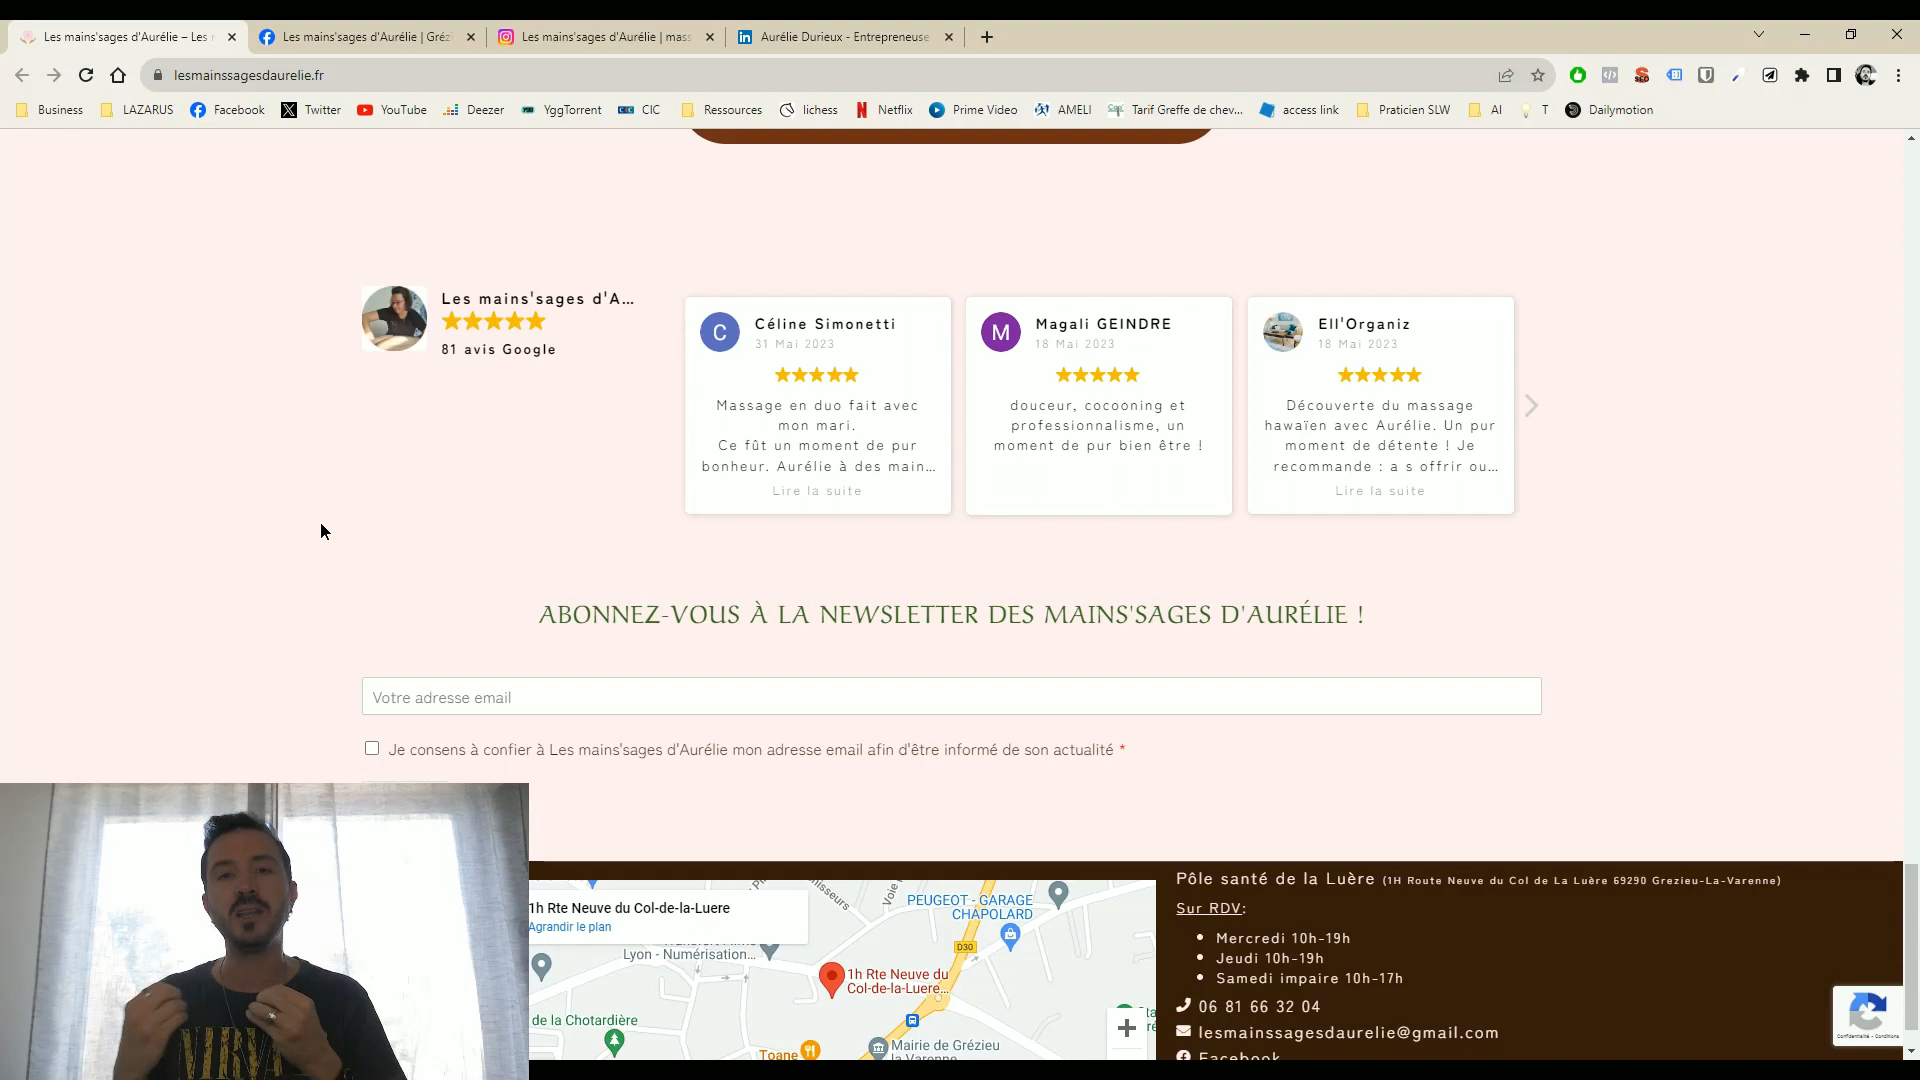 Les mains'sages d'Aurélie – Les
Les mains'sages d'Aurélie | Gréz
Les mains'sages d'Aurélie | mass
Aurélie Durieux - Entrepreneuse
lesmainssagesdaurelie.fr
Business
LAZARUS
Facebook
Twitter
YouTube
Deezer
YggTorrent
CIC
Ressources
lichess
Netflix
Prime Video
AMELI
Tarif Greffe de chev...
access link
Praticien SLW
AI
T
Dailymotion
Les mains'sages d'A...
81 avis Google
C
Céline Simonetti
31 Mai 2023
Massage en duo fait avec
mon mari.
Ce fût un moment de pur
bonheur. Aurélie à des main...
Lire la suite
M
Magali GEINDRE
18 Mai 2023
douceur, cocooning et
professionnalisme, un
moment de pur bien être !
Ell'Organiz
18 Mai 2023
Découverte du massage
hawaïen avec Aurélie. Un pur
moment de détente ! Je
recommande : a s offrir ou...
Lire la suite
ABONNEZ-VOUS À LA NEWSLETTER DES MAINS'SAGES D'AURÉLIE !
Votre adresse email
Je consens à confier à Les mains'sages d'Aurélie mon adresse email afin d'être informé de son actualité *
1h Rte Neuve du Col-de-la-Luere
Agrandir le plan
Lyon - Numérisation...
PEUGEOT - GARAGE
CHAPOLARD
D30
1h Rte Neuve du
Col-de-la-Luere...
de la Chotardière
Toane
Mairie de Grézieu
la Varenne
Pôle santé de la Luère (1H Route Neuve du Col de La Luère 69290 Grezieu-La-Varenne)
Sur RDV:
Mercredi 10h-19h
Jeudi 10h-19h
Samedi impaire 10h-17h
06 81 66 32 04
lesmainssagesdaurelie@gmail.com
Facebook
Confidentialité - Conditions
NIRVA